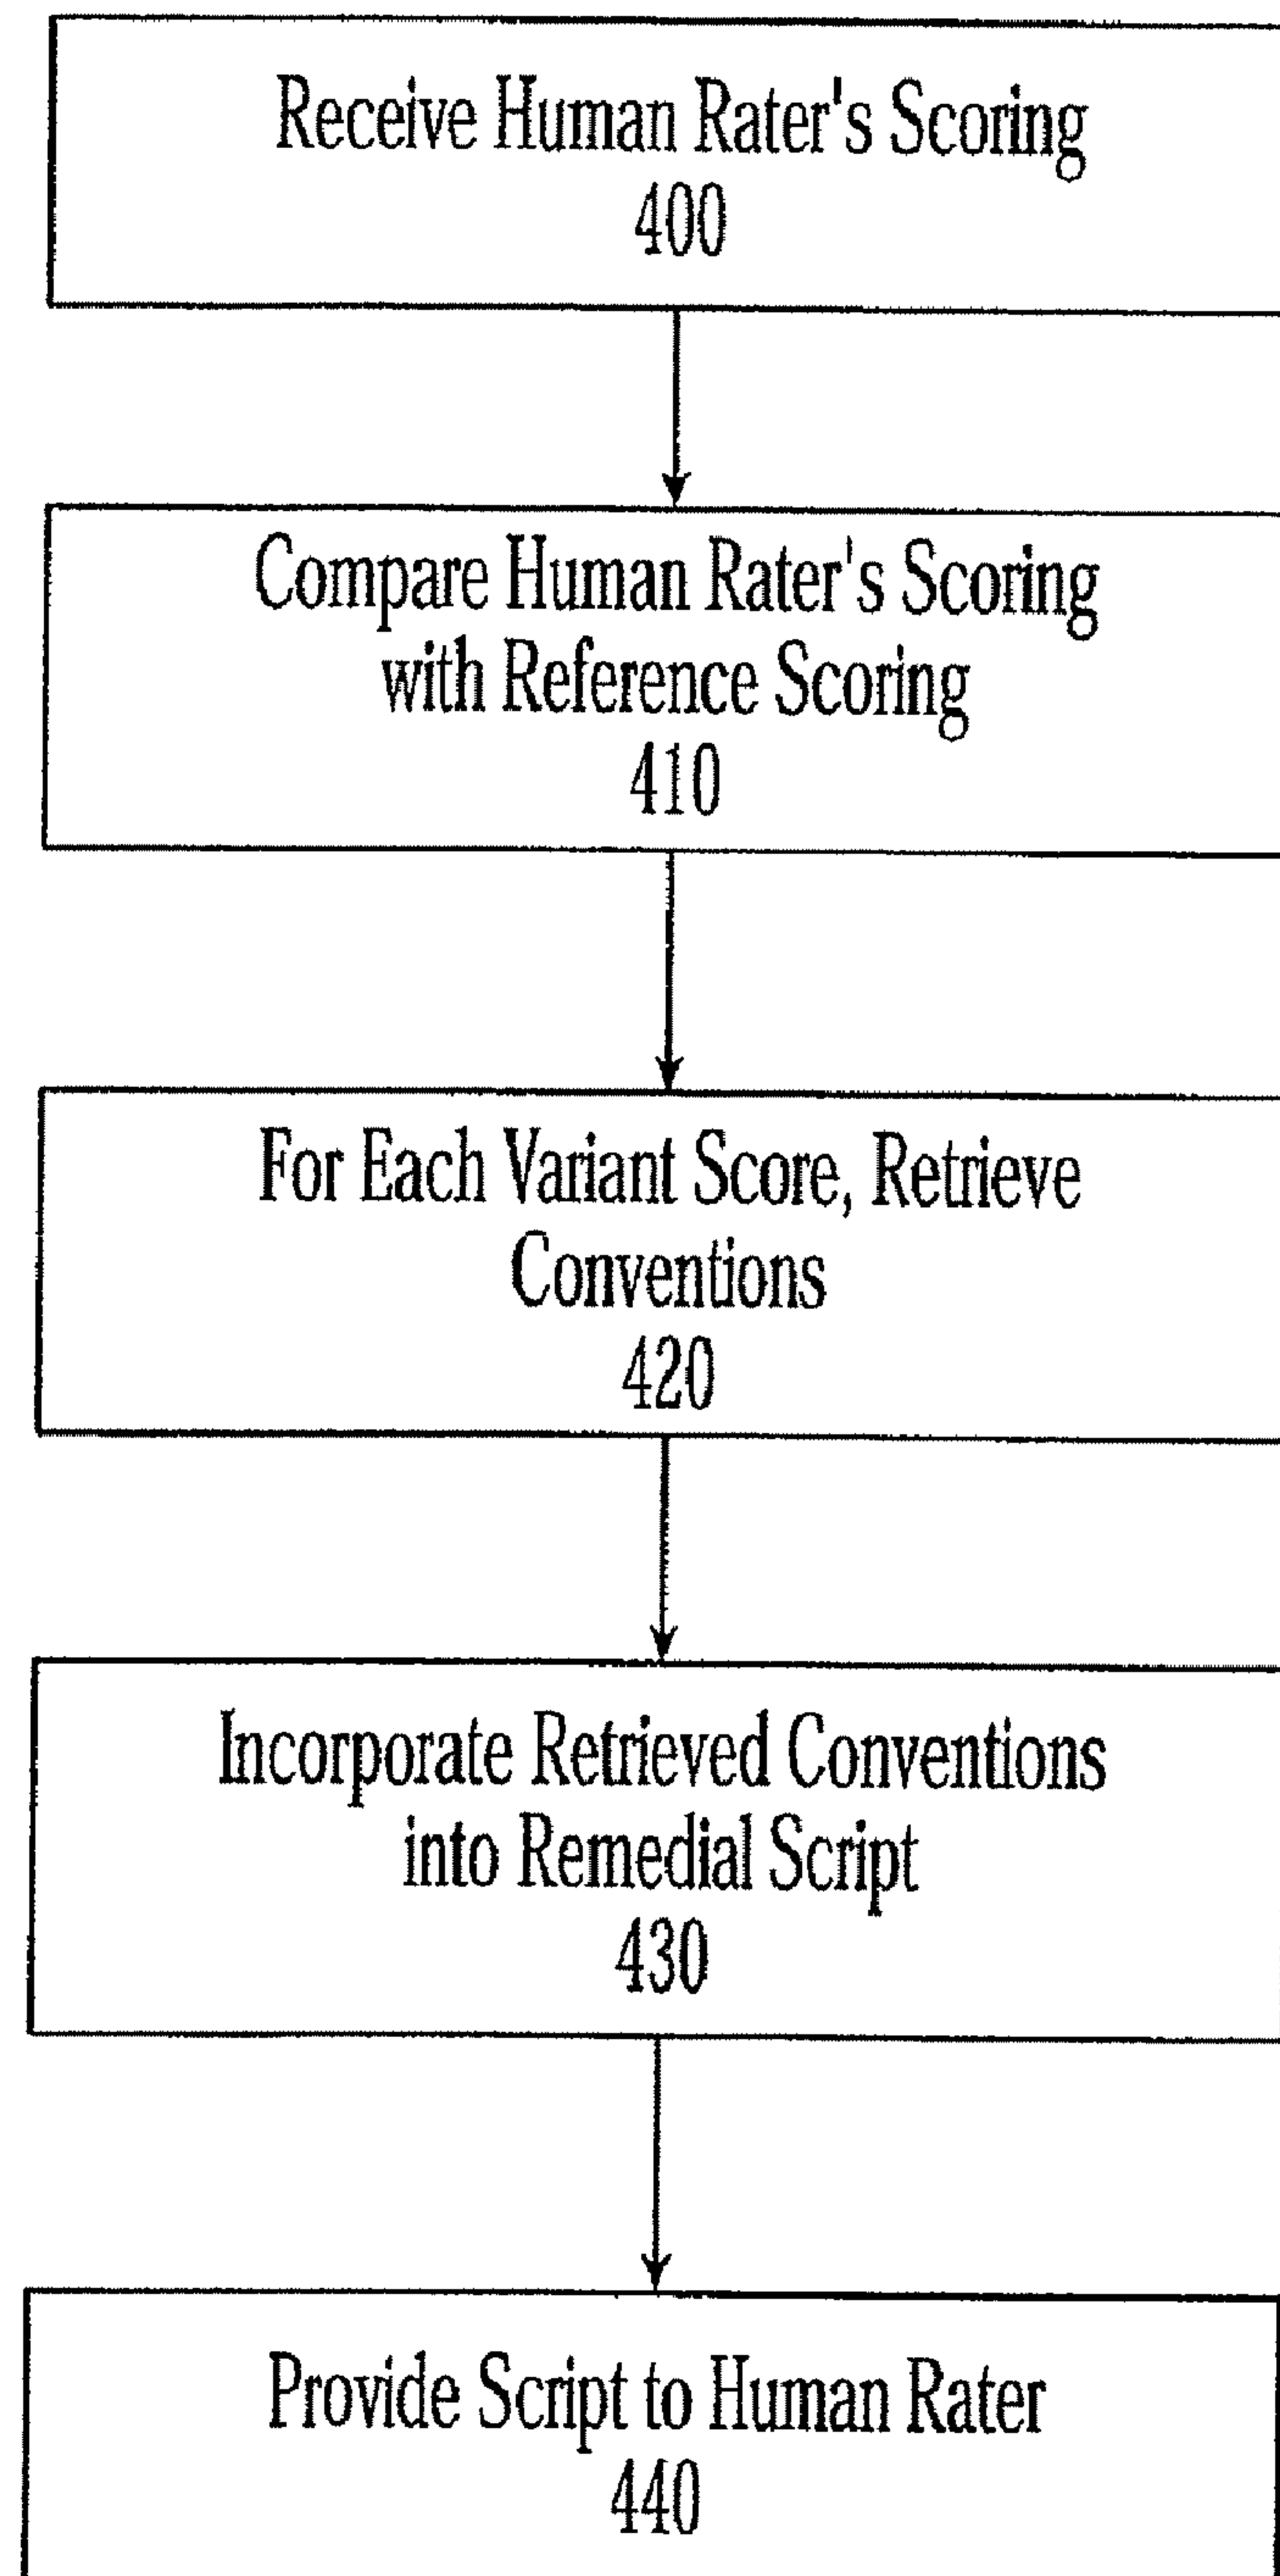 Receive Human Rater's Scoring
400
Compare Human Rater's Scoring
with Reference Scoring
410
For Each Variant Score, Retrieve
Conventions
420
Incorporate Retrieved Conventions
into Remedial Script
430
Provide Script to Human Rater
440